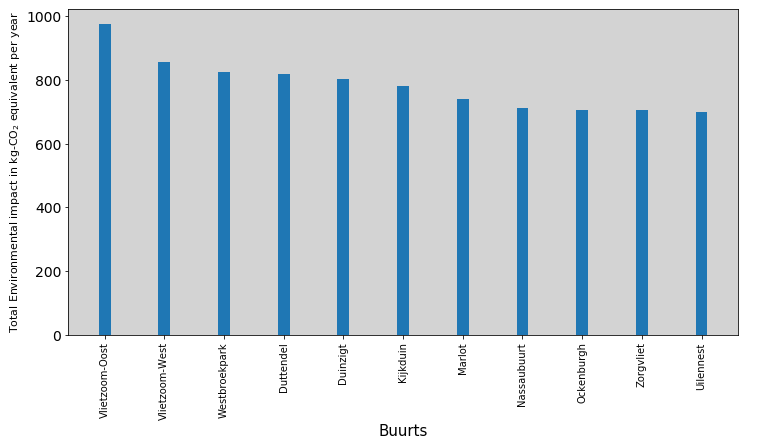 Total Environmental impact in kg-CO₂ equivalent per year
1000
800
600
400
200
0
Vlietzoom-Oost
Vlietzoom-West
Westbroekpark
Duttendel
Duinzigt
Kijkduin
Marlot
Nassaubuurt
Ockenburgh
Zorgvliet
Uilennest
Buurts